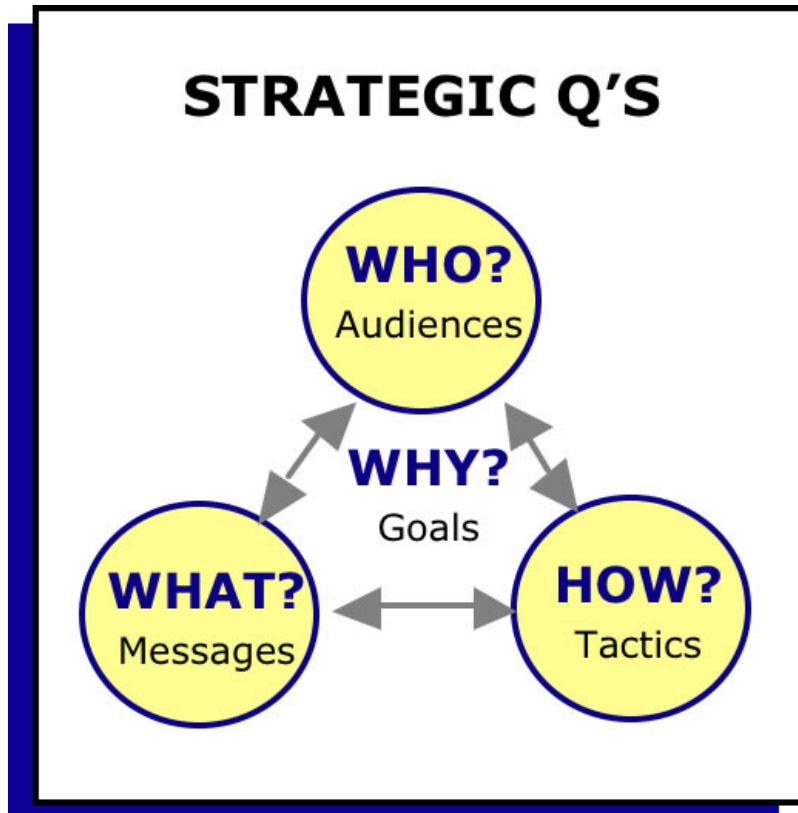 STRATEGIC Q’S
WHO?
Audiences
WHY?
Goals
WHAT?
Messages
HOW?
Tactics